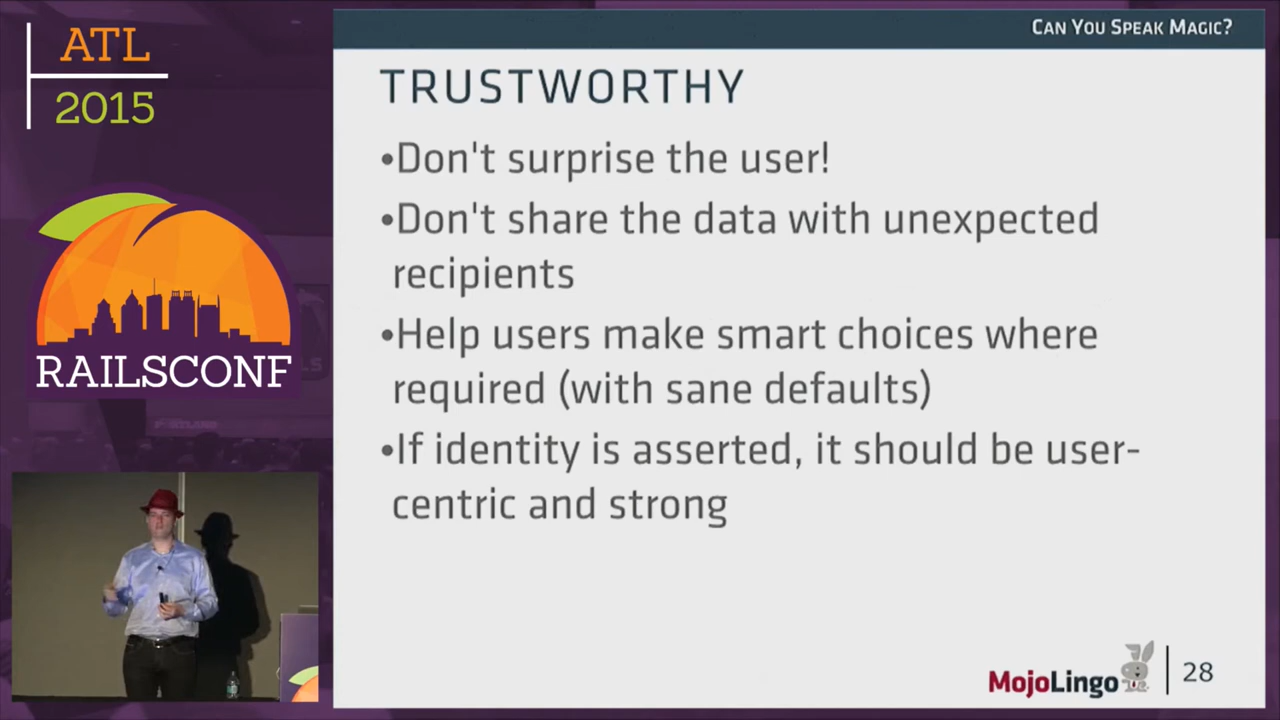 ATL
2015
RAILSCONF
CAN YOU SPEAK MAGIC?
TRUSTWORTHY
•Don't surprise the user!
•Don't share the data with unexpected
recipients
•Help users make smart choices where
required (with sane defaults)
•If identity is asserted, it should be user-
centric and strong
MojoLingo
28